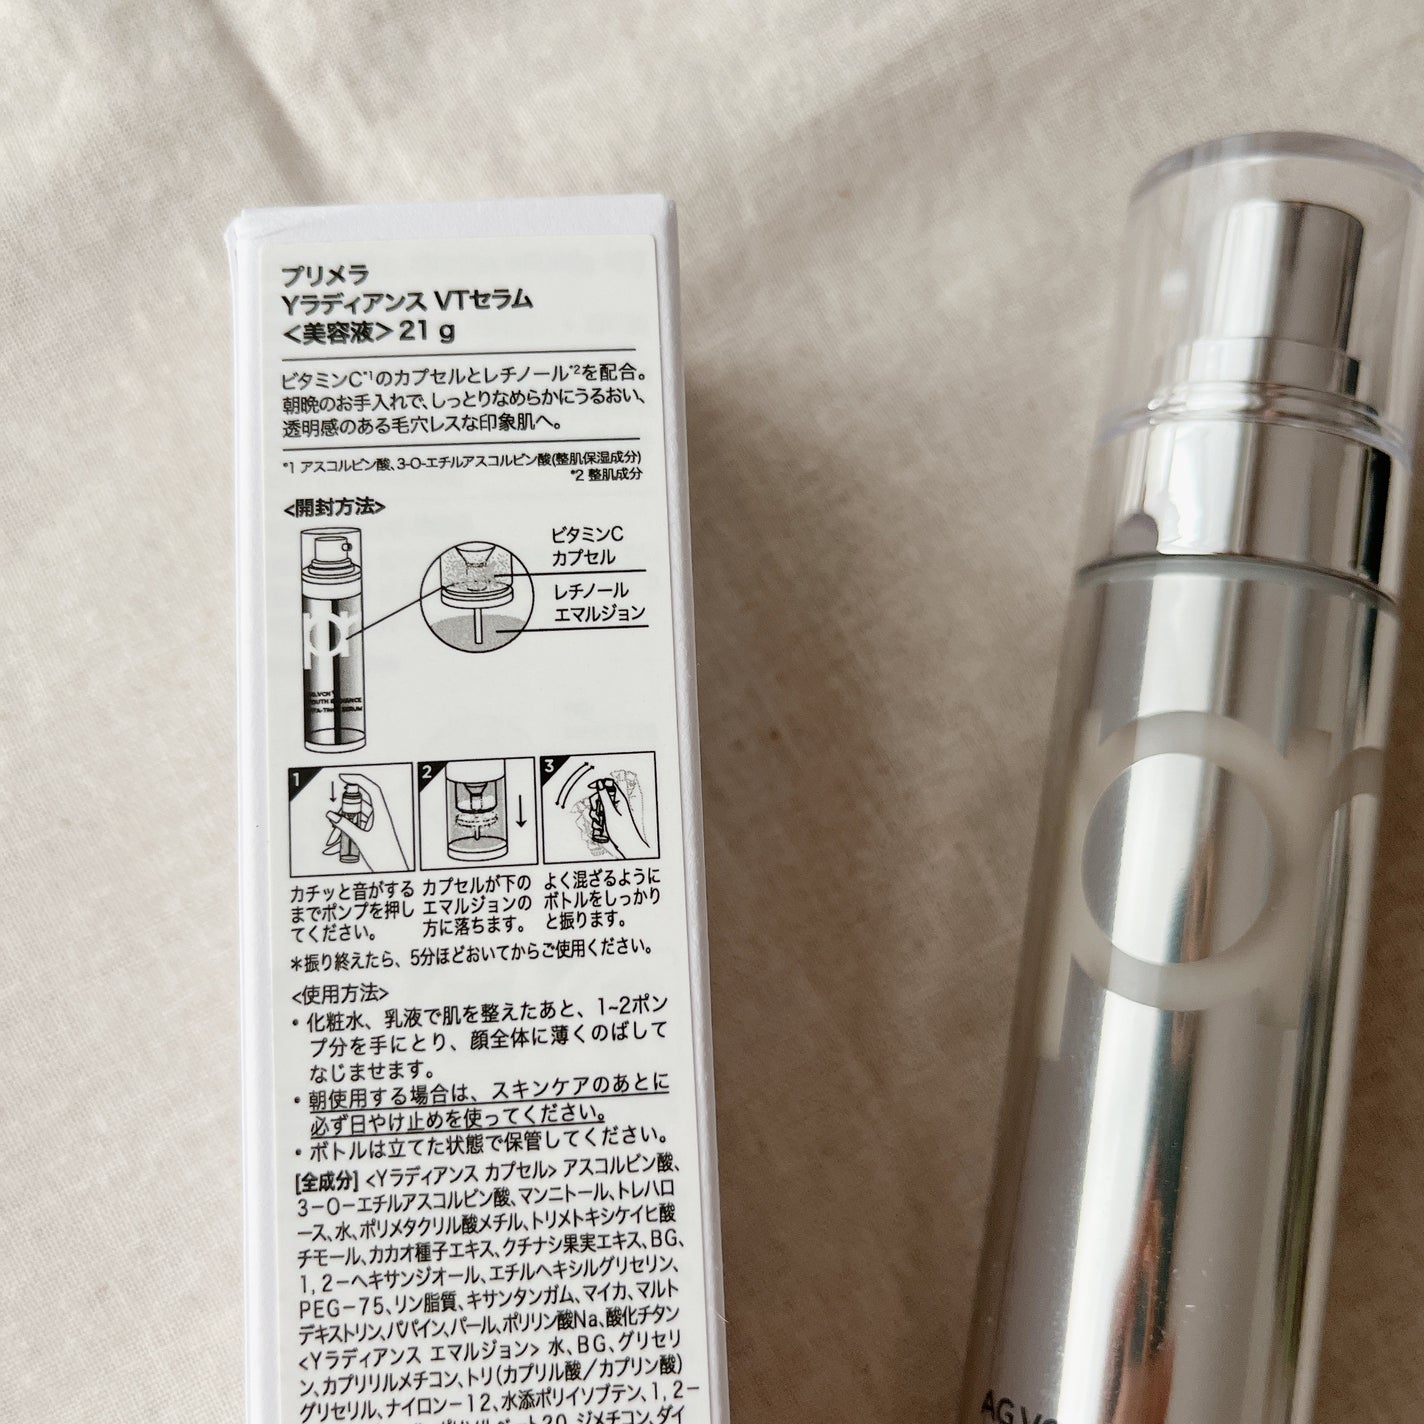 プリメラ
Yラディアンス VTセラム
<美容液> 21 g
ビタミンC*1のカプセルとレチノール*2を配合。
朝晩のお手入れで、しっとりなめらかにうるおい、
透明感のある毛穴レスな印象肌へ。
*1 アスコルビン酸、3-O-エチルアスコルビン酸(整肌保湿成分)
*2 整肌成分
<開封方法>
ビタミンC
カプセル
レチノール
エマルジョン
pr
1
2
3
カチッと音がする
までポンプを押し
てください。
カプセルが下の
エマルジョンの
方に落ちます。
よく混ざるように
ボトルをしっかり
と振ります。
*振り終えたら、5分ほどおいてからご使用ください。
<使用方法>
・化粧水、乳液で肌を整えたあと、1~2ポン
プ分を手にとり、顔全体に薄くのばして
なじませます。
・朝使用する場合は、スキンケアのあとに
必ず日やけ止めを使ってください。
・ボトルは立てた状態で保管してください。
[全成分] <Yラディアンス カプセル> アスコルビン酸、
3-O-エチルアスコルビン酸、マンニトール、トレハロ
ース、水、ポリメタクリル酸メチル、トリメトキシケイヒ酸
チモール、カカオ種子エキス、クチナシ果実エキス、BG、
1,2-ヘキサンジオール、エチルヘキシルグリセリン、
PEG-75、リン脂質、キサンタンガム、マイカ、マルト
デキストリン、パパイン、パール、ポリリン酸Na、酸化チタン
<Yラディアンス エマルジョン> 水、BG、グリセリ
ン、カプリリルメチコン、トリ(カプリル酸/カプリン酸)
グリセリル、ナイロン-12、水添ポリイソブテン、1,2-
20、ジメチコン、ダイ
pr
AG.VC